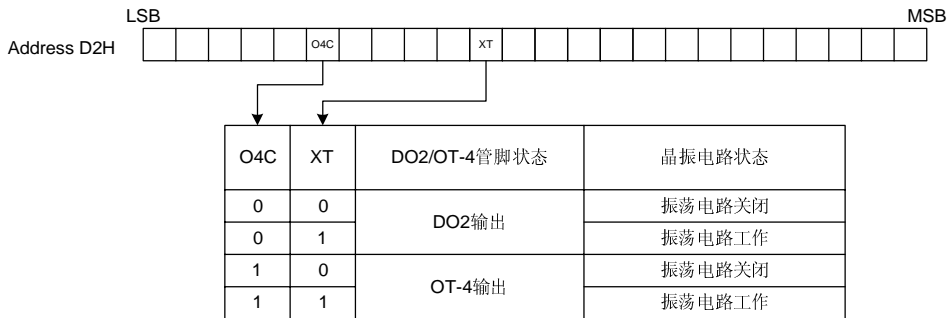 LSB MSB
Address D2H O4C XT
O4C XT DO2/OT-4管脚状态 晶振电路状态
0 0 DO2输出 振荡电路关闭
0 1 振荡电路工作
1 0 OT-4输出 振荡电路关闭
1 1 振荡电路工作